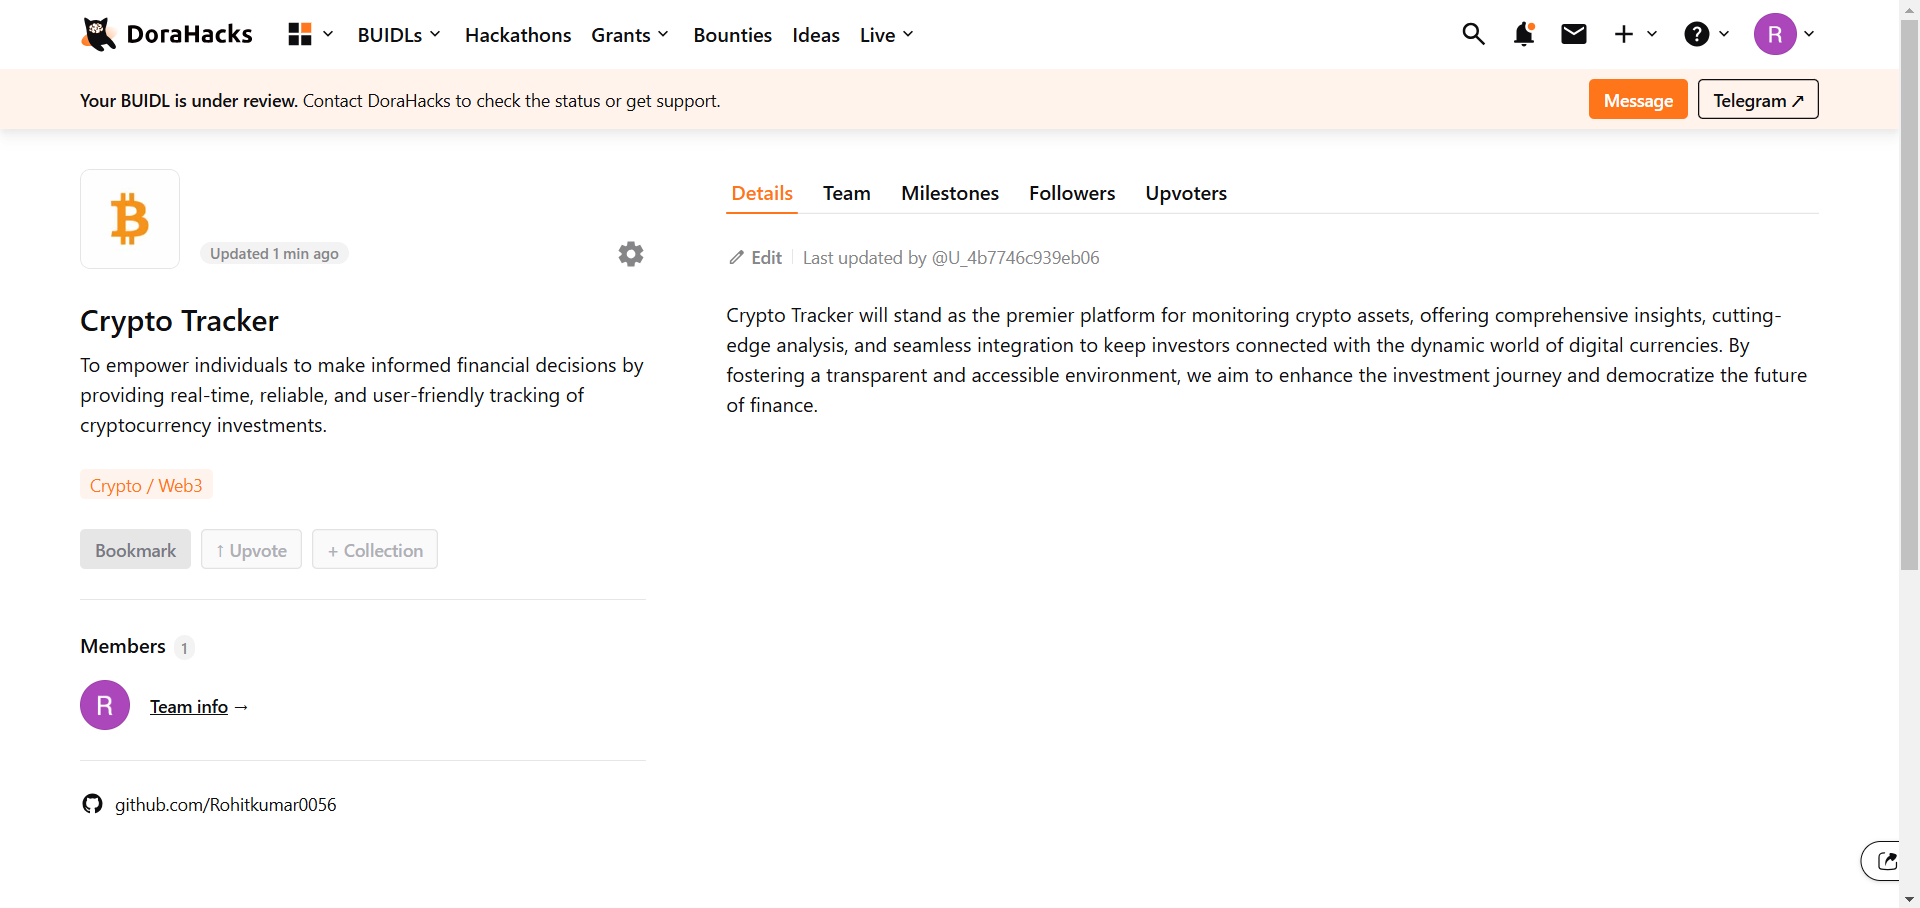 DoraHacks
BUIDLs
Hackathons
Grants
Bounties
Ideas
Live
R
Your BUIDL is under review. Contact DoraHacks to check the status or get support.
Message
Telegram ↗
Updated 1 min ago
Crypto Tracker
To empower individuals to make informed financial decisions by
providing real-time, reliable, and user-friendly tracking of
cryptocurrency investments.
Crypto / Web3
Bookmark
↑ Upvote
+ Collection
Members 1
R
Team info →
github.com/Rohitkumar0056
Details
Team
Milestones
Followers
Upvoters
Edit
Last updated by @U_4b7746c939eb06
Crypto Tracker will stand as the premier platform for monitoring crypto assets, offering comprehensive insights, cutting-
edge analysis, and seamless integration to keep investors connected with the dynamic world of digital currencies. By
fostering a transparent and accessible environment, we aim to enhance the investment journey and democratize the future
of finance.